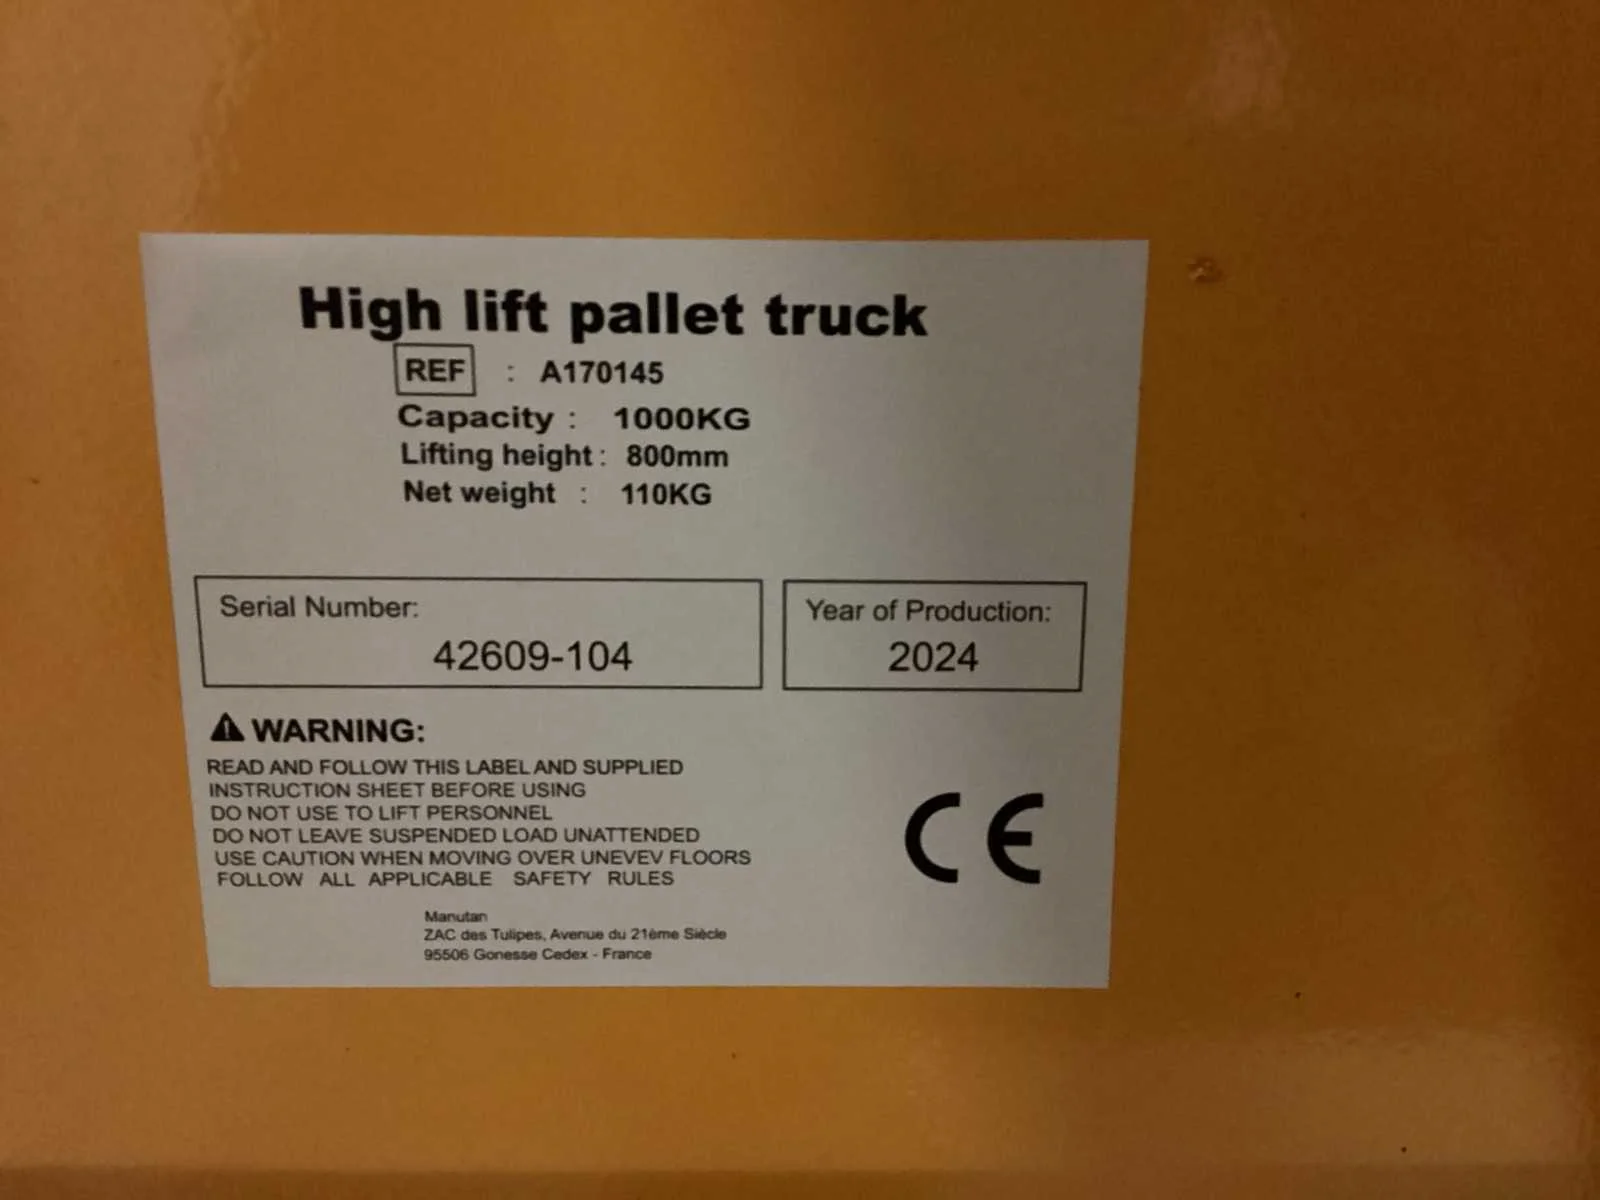 High lift pallet truck
REF : A170145
Capacity : 1000KG
Lifting height : 800mm
Net weight : 110KG
Serial Number:
42609-104
Year of Production:
2024
WARNING:
READ AND FOLLOW THIS LABEL AND SUPPLIED
INSTRUCTION SHEET BEFORE USING
DO NOT USE TO LIFT PERSONNEL
DO NOT LEAVE SUSPENDED LOAD UNATTENDED
USE CAUTION WHEN MOVING OVER UNEVEV FLOORS
FOLLOW ALL APPLICABLE SAFETY RULES
CE
Manutan
ZAC des Tulipes, Avenue du 21ème Siècle
95506 Gonesse Cedex - France